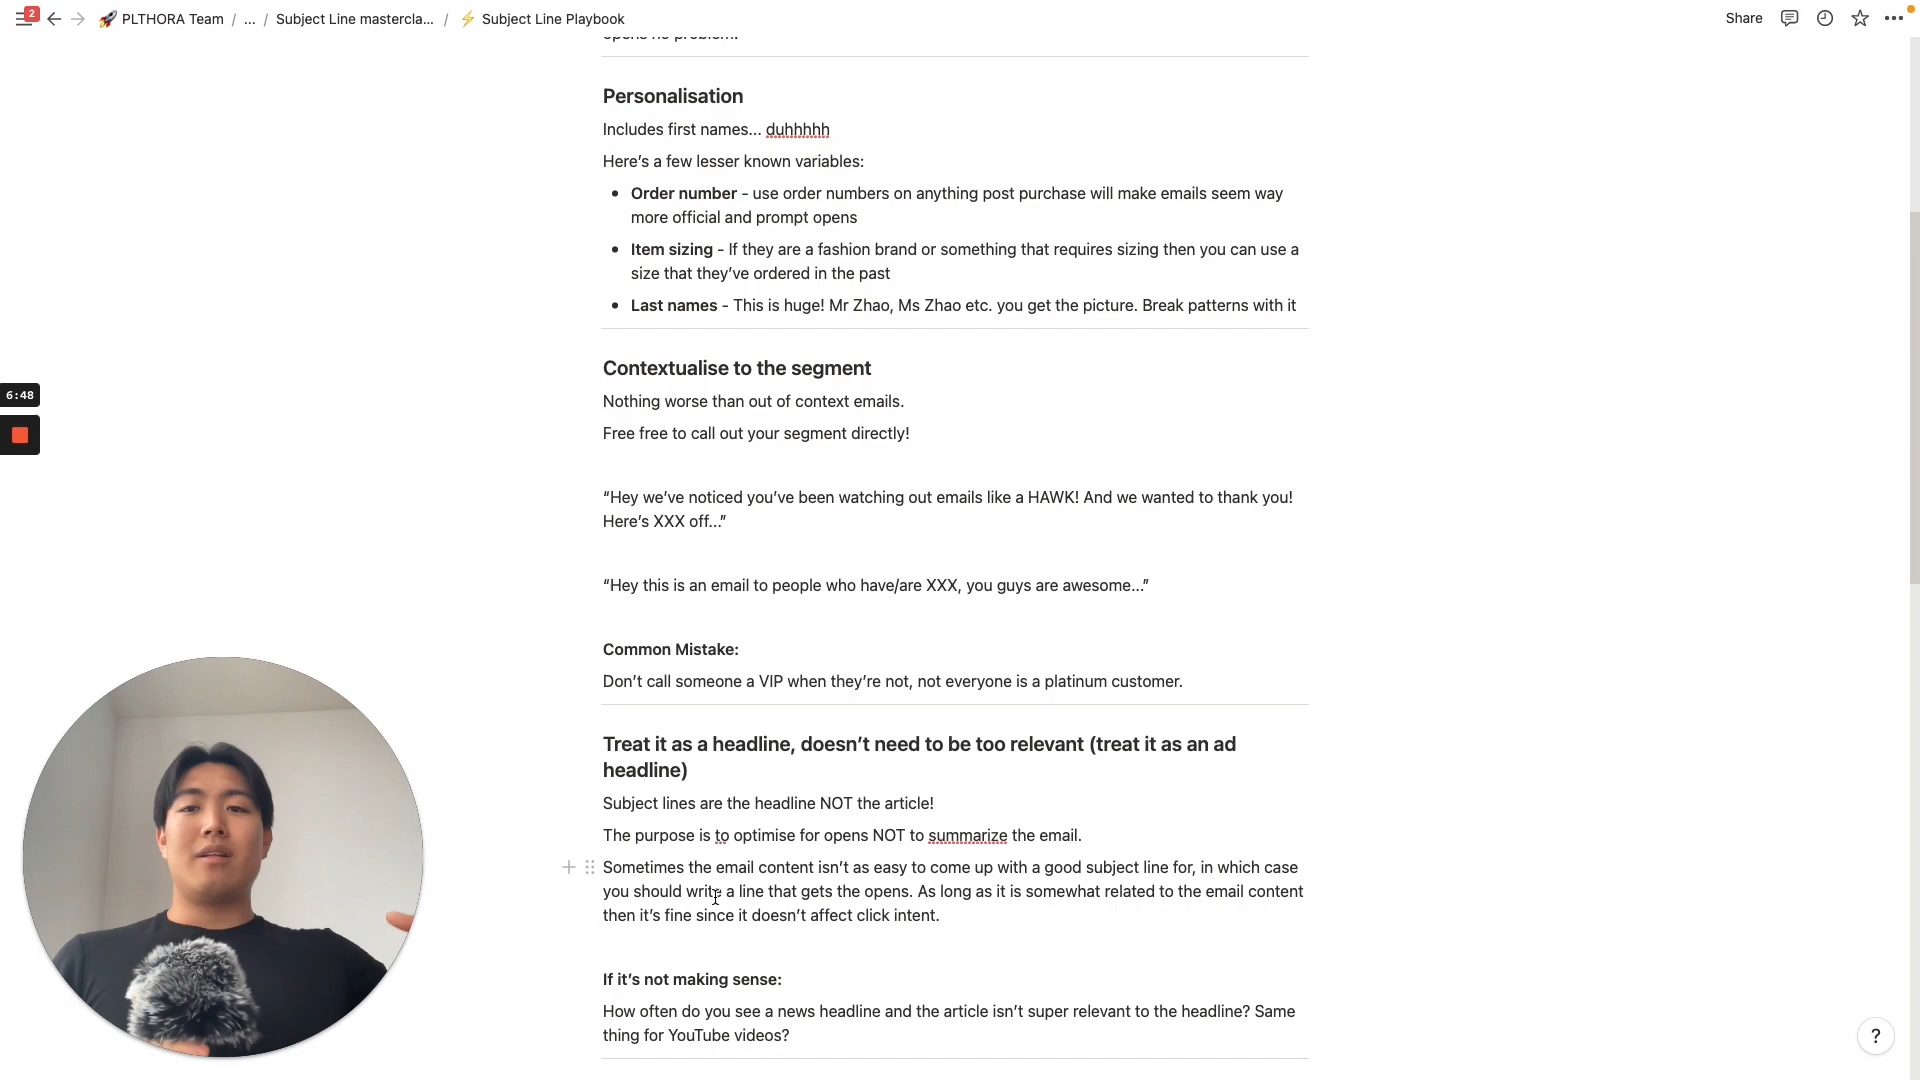 2
PLTHORA Team / ... / Subject Line mastercla... / Subject Line Playbook
Share
opens no problem.
Personalisation
Includes first names... duhhhhh
Here’s a few lesser known variables:
• Order number - use order numbers on anything post purchase will make emails seem way
more official and prompt opens
• Item sizing - If they are a fashion brand or something that requires sizing then you can use a
size that they’ve ordered in the past
• Last names - This is huge! Mr Zhao, Ms Zhao etc. you get the picture. Break patterns with it
Contextualise to the segment
6:48
Nothing worse than out of context emails.
Free free to call out your segment directly!
“Hey we’ve noticed you’ve been watching out emails like a HAWK! And we wanted to thank you!
Here’s XXX off...”
“Hey this is an email to people who have/are XXX, you guys are awesome...”
Common Mistake:
Don’t call someone a VIP when they’re not, not everyone is a platinum customer.
Treat it as a headline, doesn’t need to be too relevant (treat it as an ad
headline)
Subject lines are the headline NOT the article!
The purpose is to optimise for opens NOT to summarize the email.
Sometimes the email content isn’t as easy to come up with a good subject line for, in which case
you should write a line that gets the opens. As long as it is somewhat related to the email content
then it’s fine since it doesn’t affect click intent.
If it’s not making sense:
How often do you see a news headline and the article isn’t super relevant to the headline? Same
thing for YouTube videos?
?